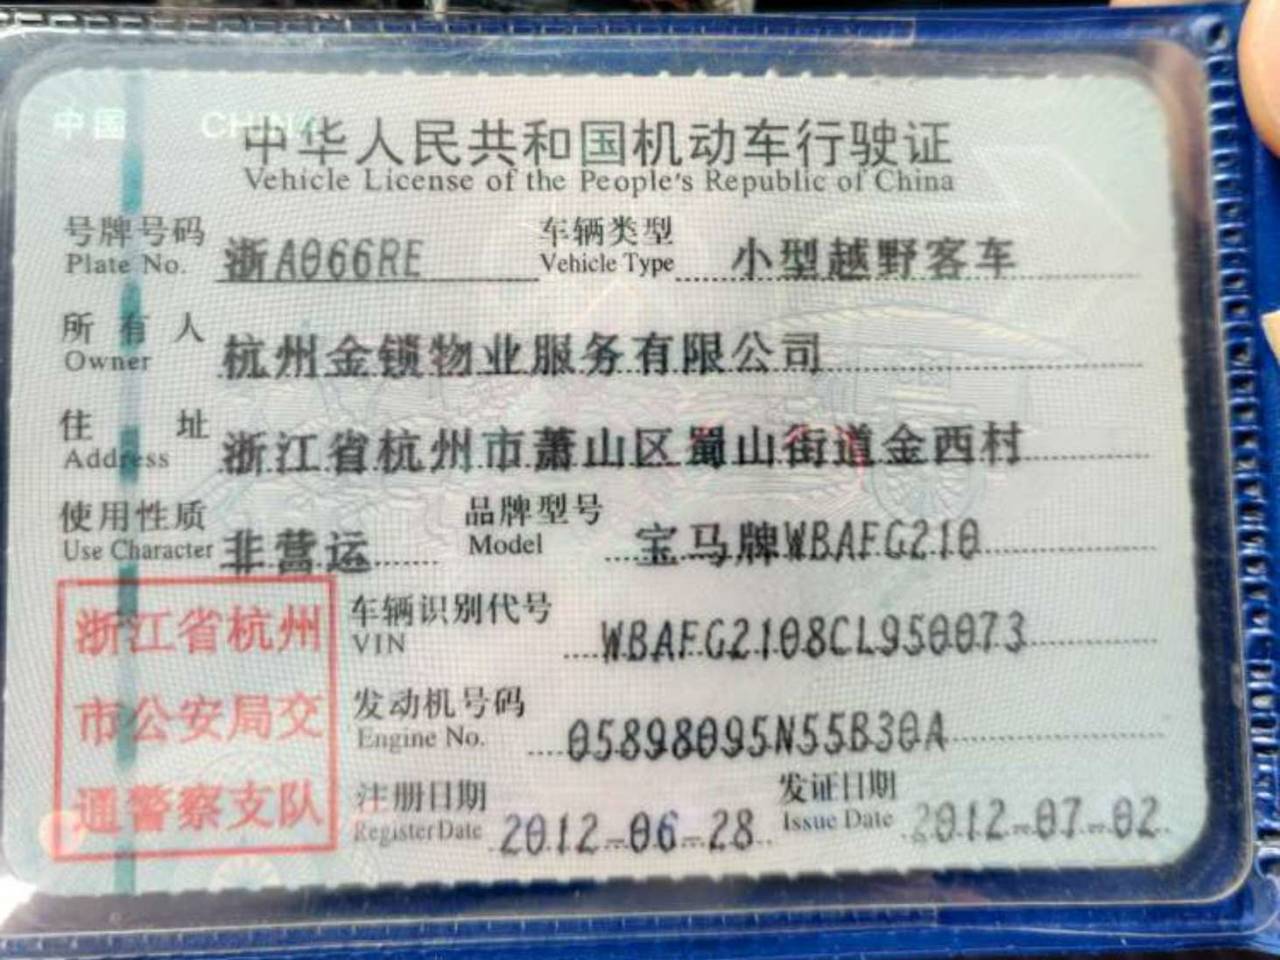 中国 CHINA
中华人民共和国机动车行驶证
Vehicle License of the People's Republic of China
号牌号码 浙A066RE 车辆类型 小型越野客车
Plate No. Vehicle Type
所有人 杭州金锁物业服务有限公司
Owner
住址 浙江省杭州市萧山区蜀山街道金西村
Address
使用性质 非营运 品牌型号 宝马牌WBAFG210
Use Character Model
浙江省杭州
市公安局交
通警察支队
车辆识别代号 WBAFG2108CL950073
VIN
发动机号码 05898095N55B30A
Engine No.
注册日期 2012-06-28 发证日期 2012-07-02
Register Date Issue Date